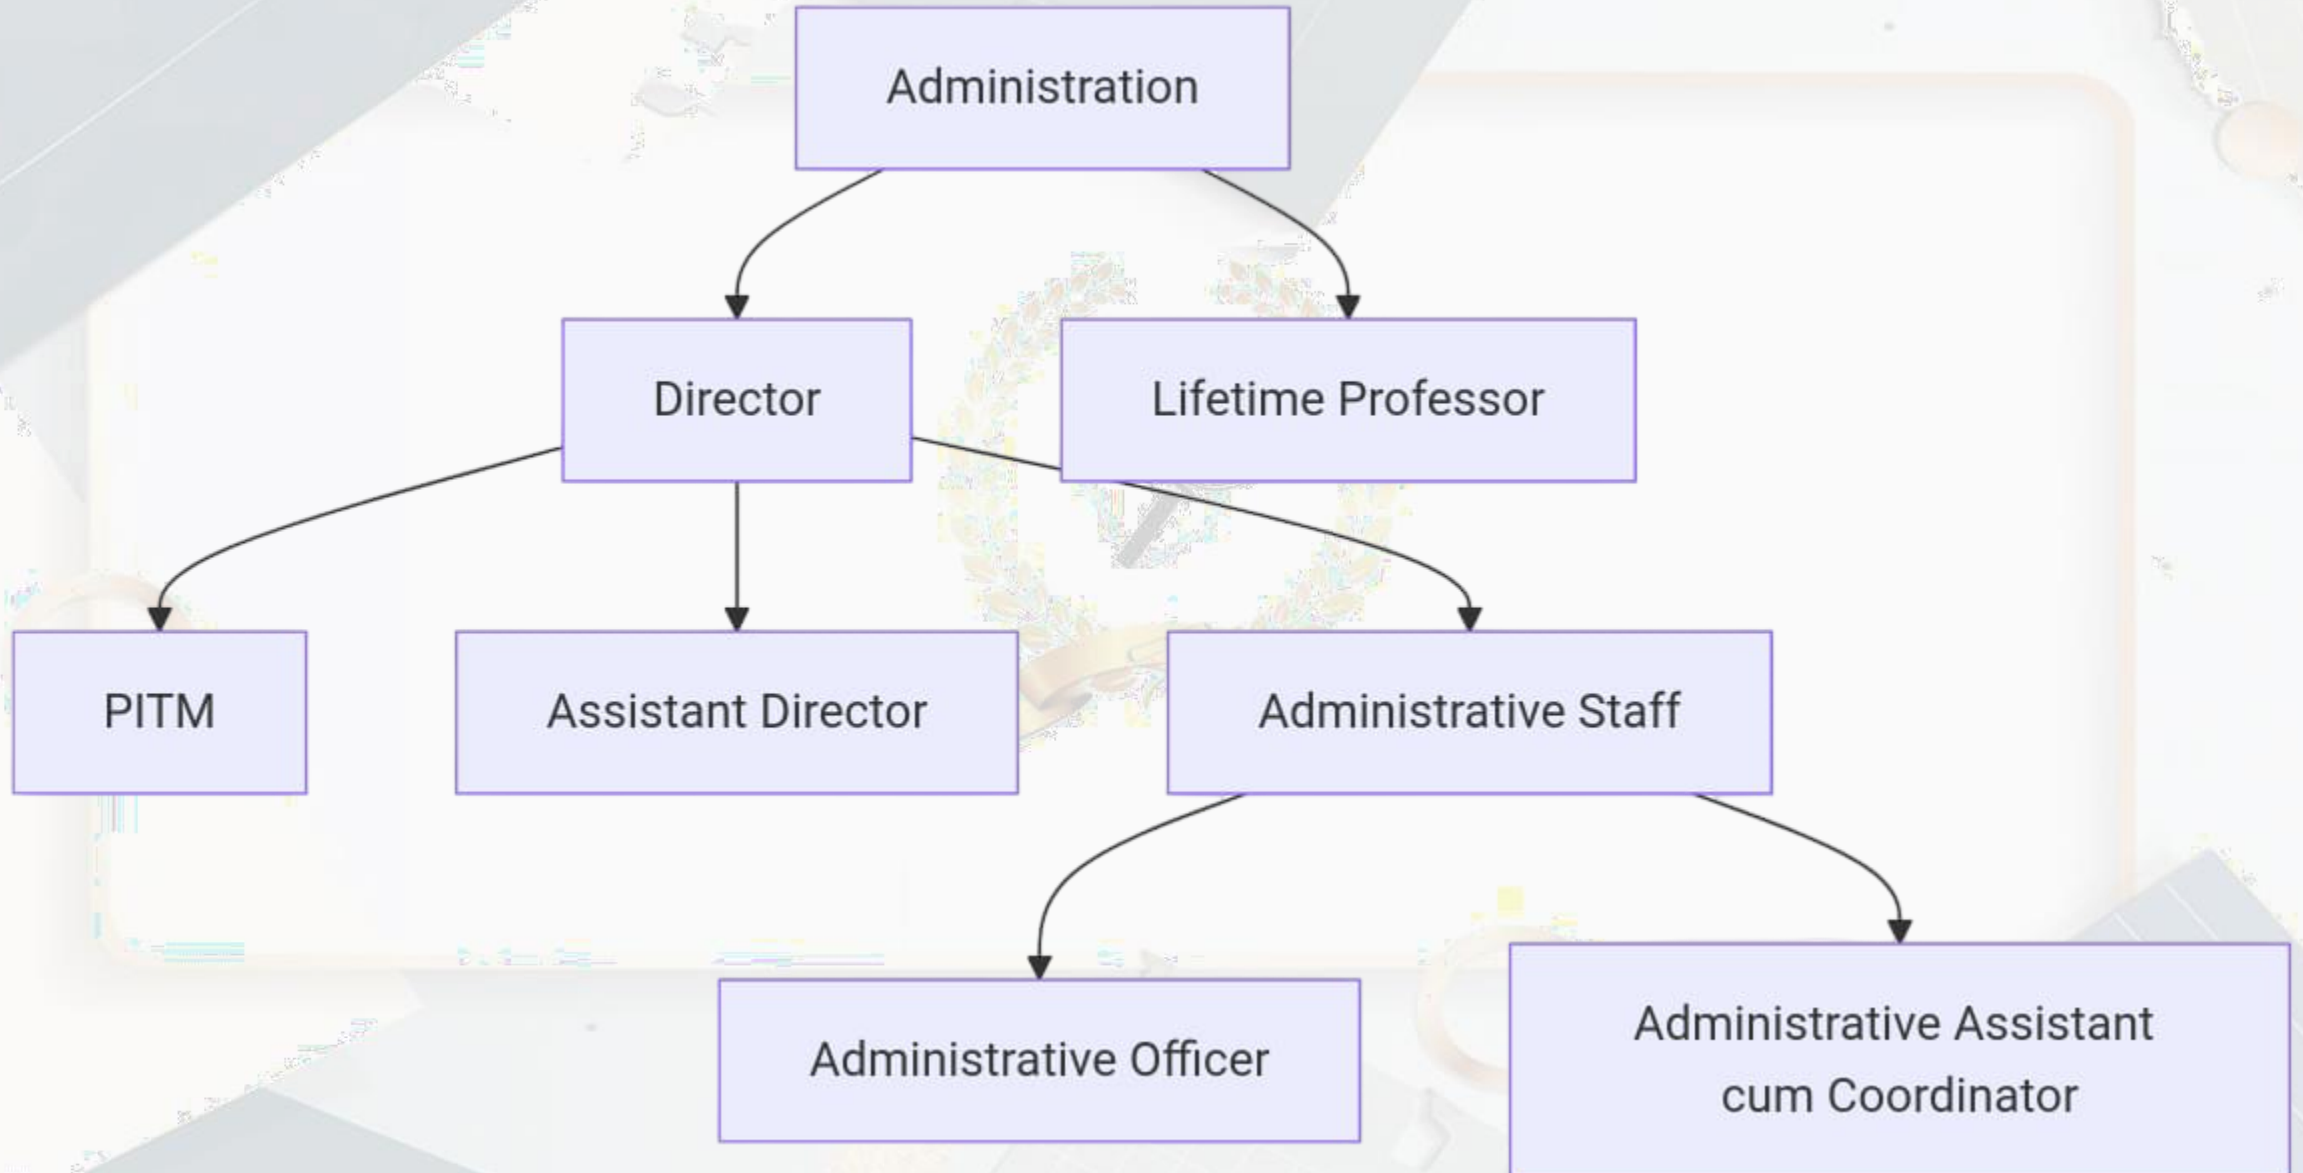 Administration
Director
Lifetime Professor
PITM
Assistant Director
Administrative Staff
Administrative Officer
Administrative Assistant
cum Coordinator